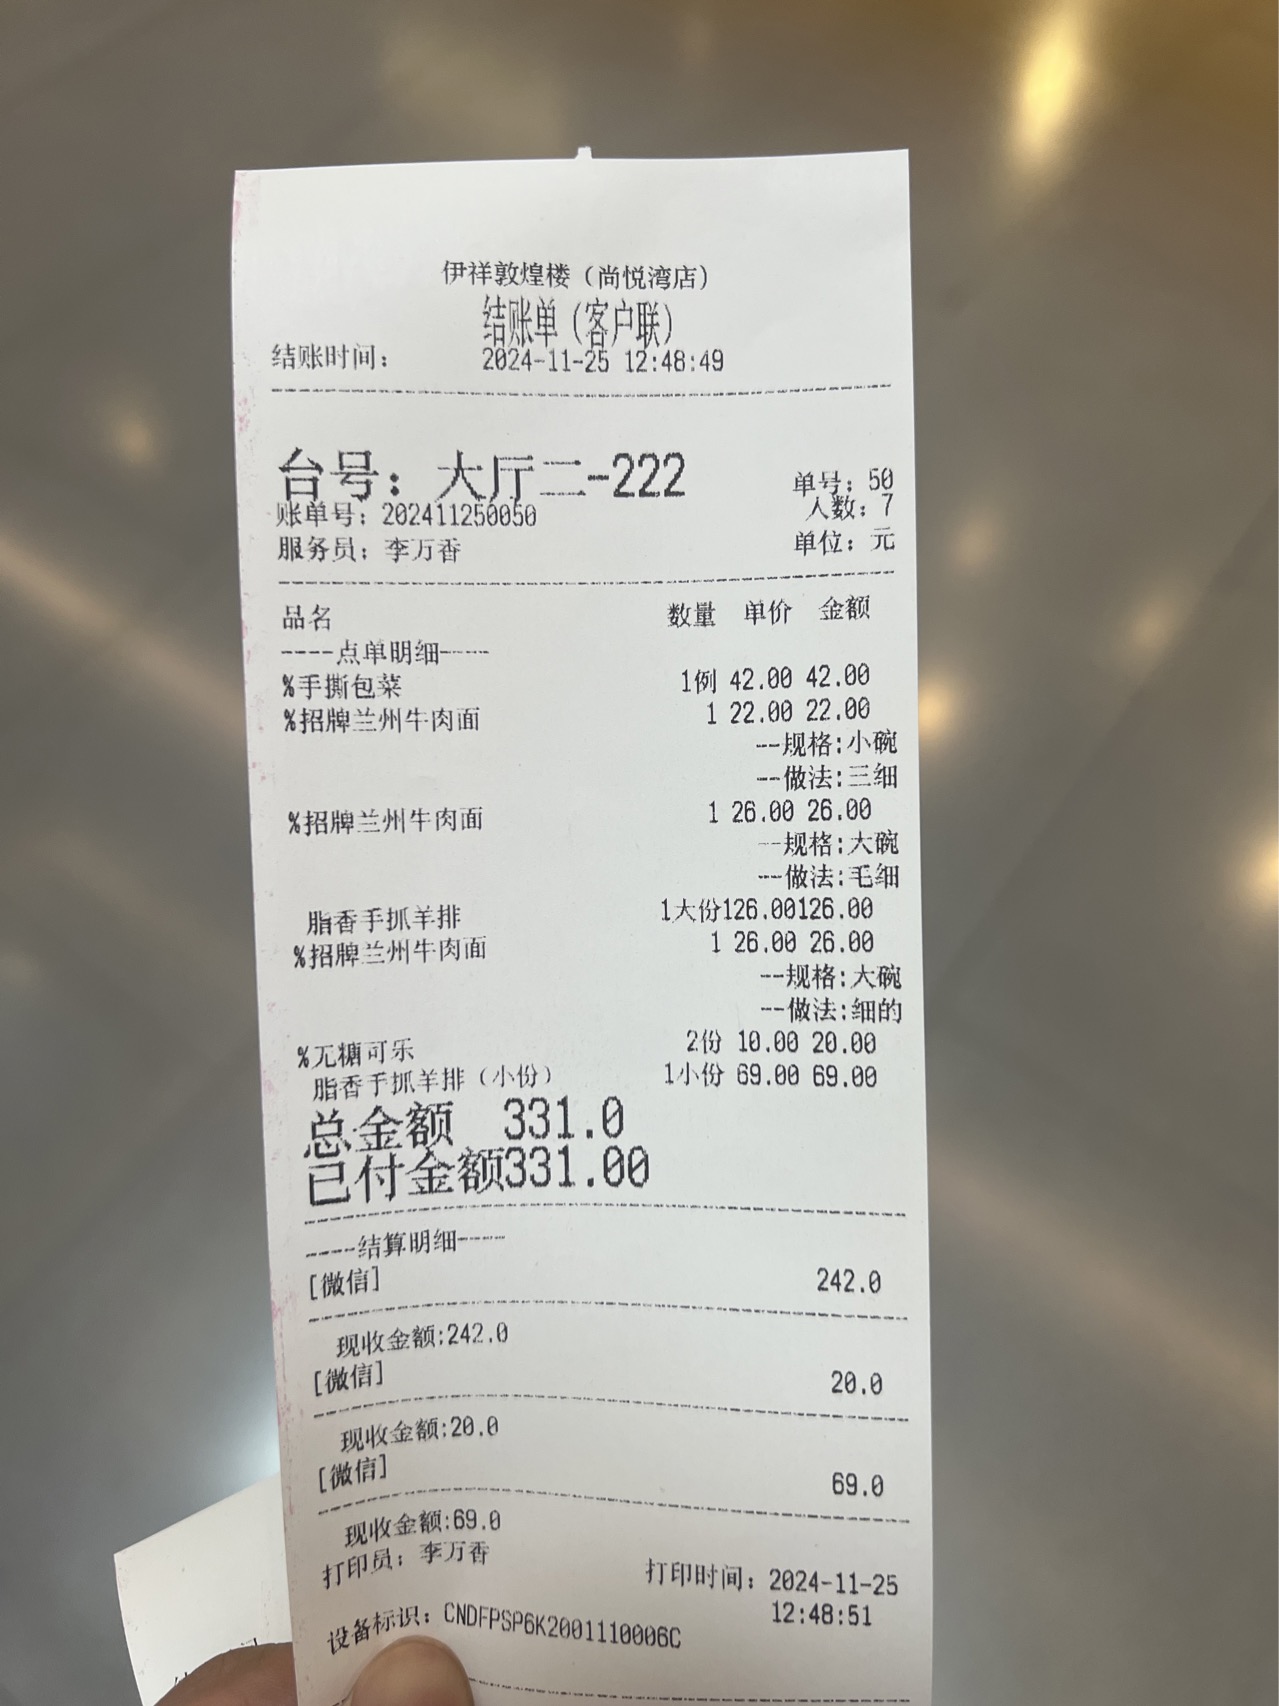 伊祥敦煌楼（尚悦湾店）
结账单（客户联）
结账时间： 2024-11-25 12:48:49
台号：大厅二-222
单号：50
账单号：202411250050
人数：7
服务员：李万香
单位：元
品名 数量 单价 金额
----点单明细----
%手撕包菜 1例 42.00 42.00
%招牌兰州牛肉面 1 22.00 22.00
--规格:小碗
--做法:三细
%招牌兰州牛肉面 1 26.00 26.00
--规格:大碗
--做法:毛细
脂香手抓羊排 1大份126.00126.00
%招牌兰州牛肉面 1 26.00 26.00
--规格:大碗
--做法:细的
%无糖可乐 2份 10.00 20.00
脂香手抓羊排（小份） 1小份 69.00 69.00
总金额 331.0
已付金额331.00
----结算明细----
[微信] 242.0
现收金额:242.0
[微信] 20.0
现收金额:20.0
[微信] 69.0
现收金额:69.0
打印员：李万香
打印时间：2024-11-25
12:48:51
设备标识：CNDFPSP6K2001110006C